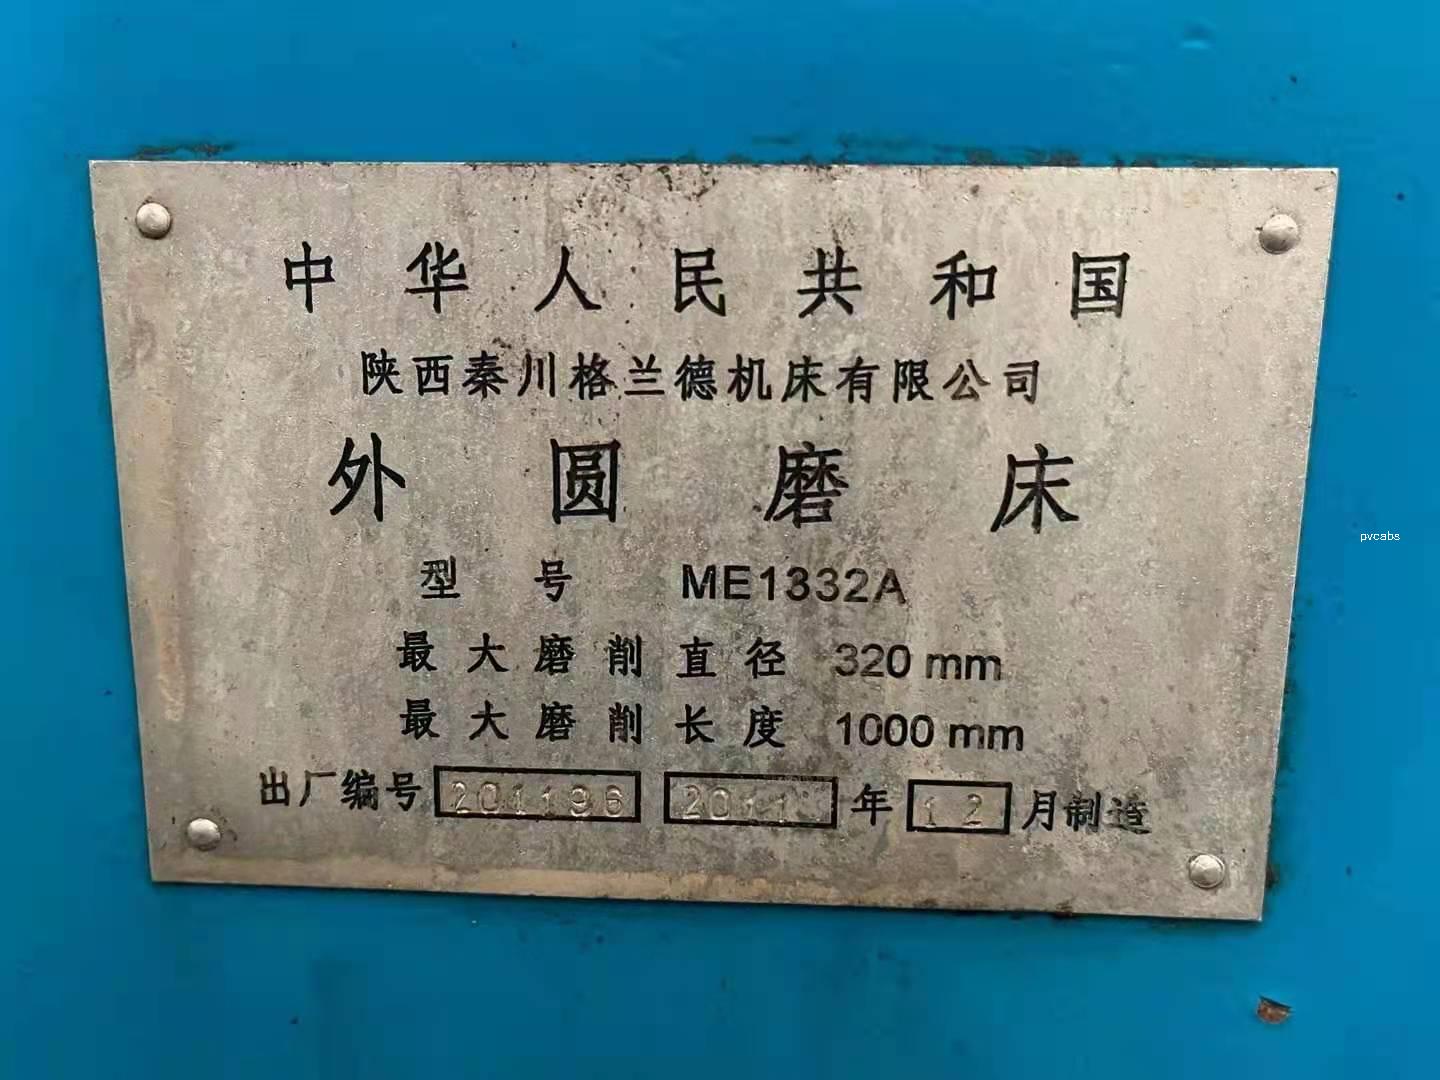 中华人民共和国
陕西秦川格兰德机床有限公司
外圆磨床
型号 ME1332A
最大磨削直径 320 mm
最大磨削长度 1000 mm
出厂编号 201196 2011 年 12 月制造
pvcabs